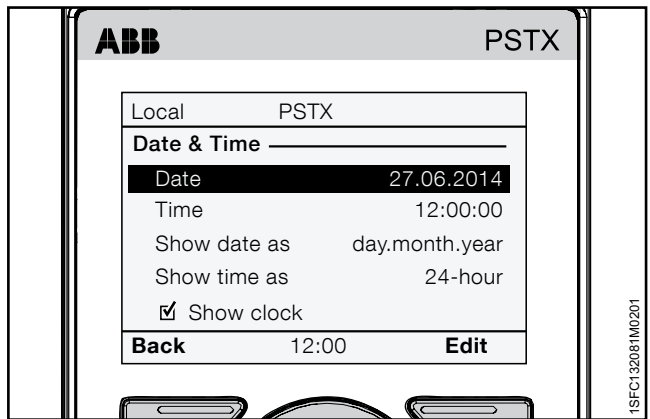 ABB PSTX
Local PSTX
Date & Time
Date 27.06.2014
Time 12:00:00
Show date as day.month.year
Show time as 24-hour
☑ Show clock
Back 12:00 Edit
1SFC132081M0201